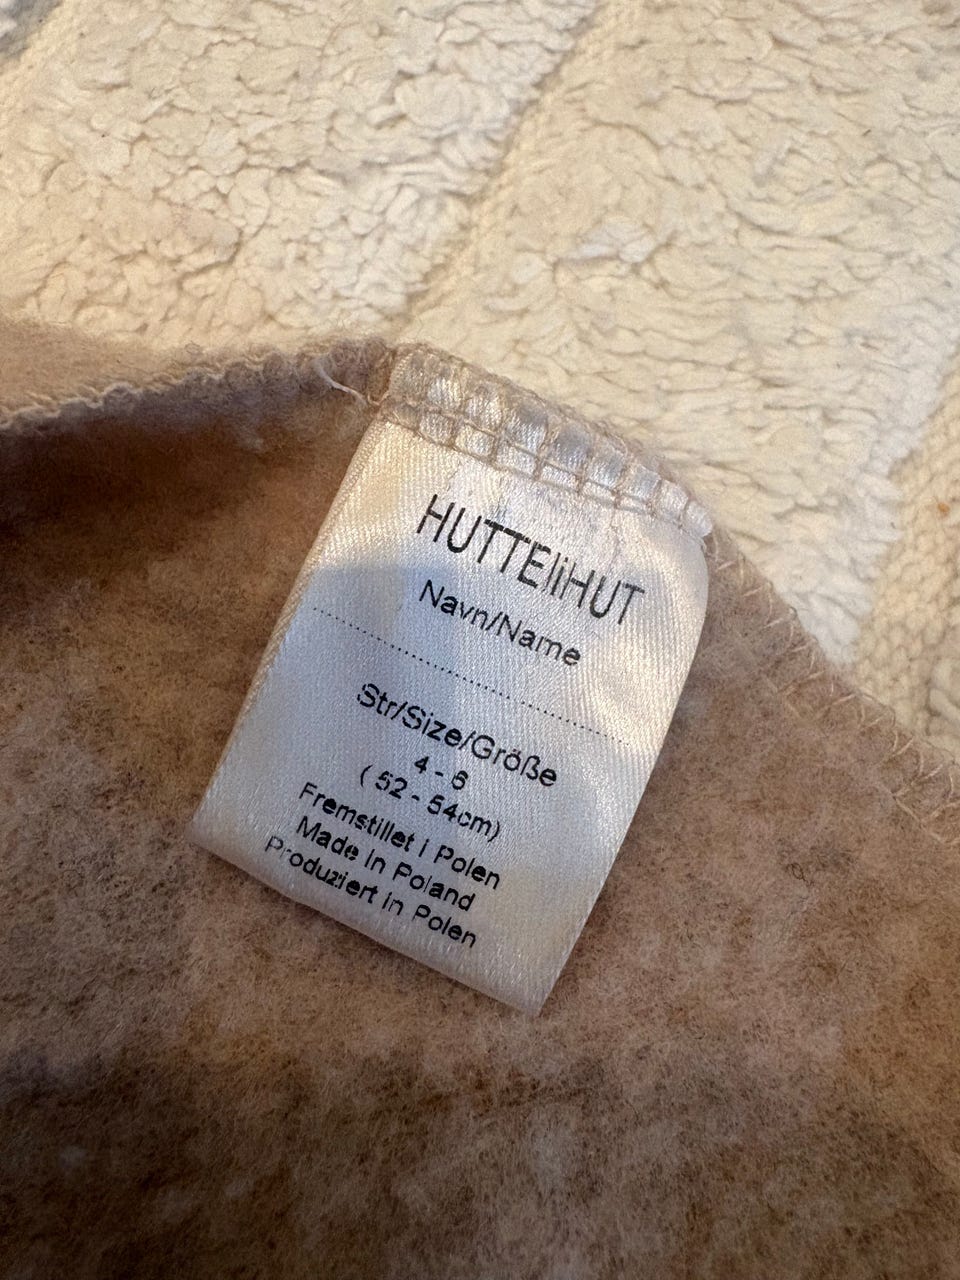 HUTTEliHUT
Navn/Name
Str/Size/Größe
4 - 6
( 52 - 54cm)
Fremstillet i Polen
Made in Poland
Produziert in Polen